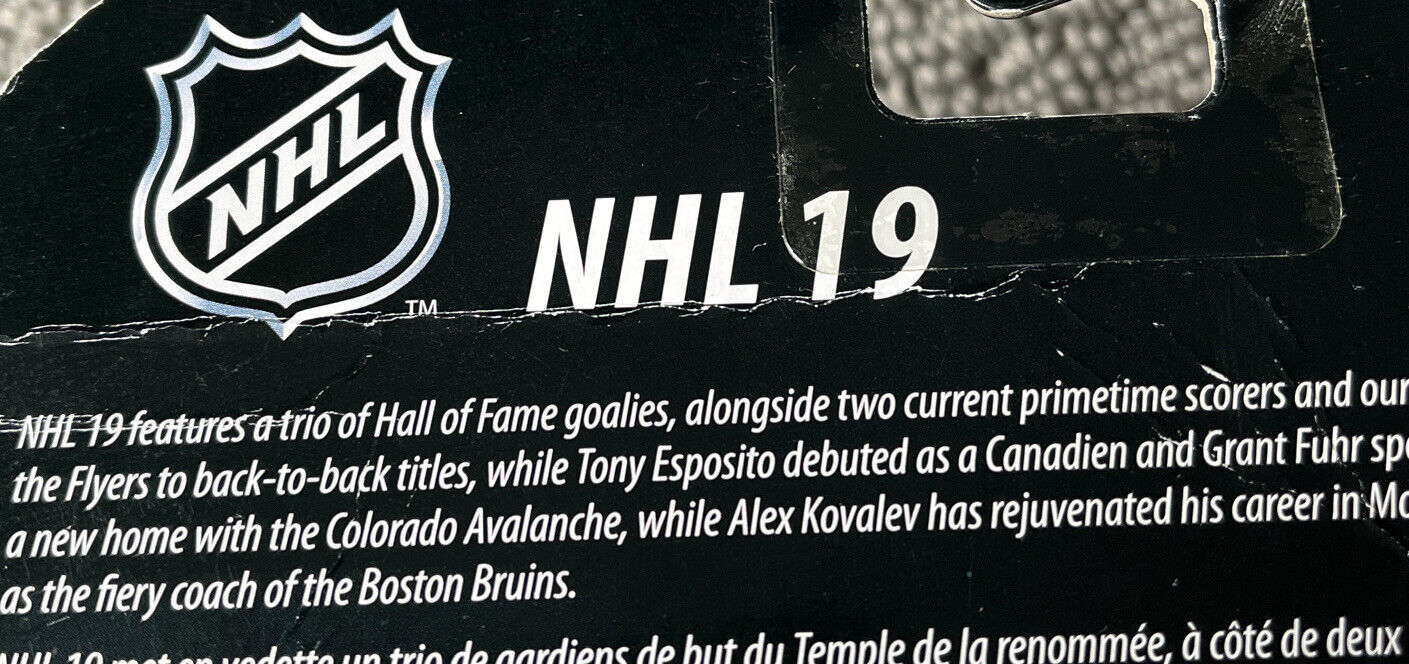 NHL
TM
NHL 19
NHL 19 features a trio of Hall of Fame goalies, alongside two current primetime scorers and our
the Flyers to back-to-back titles, while Tony Esposito debuted as a Canadien and Grant Fuhr
a new home with the Colorado Avalanche, while Alex Kovalev has rejuvenated his career in
as the fiery coach of the Boston Bruins.
NHL 19 met en vedette un trio de gardiens de but du Temple de la renommée, à côté de deux